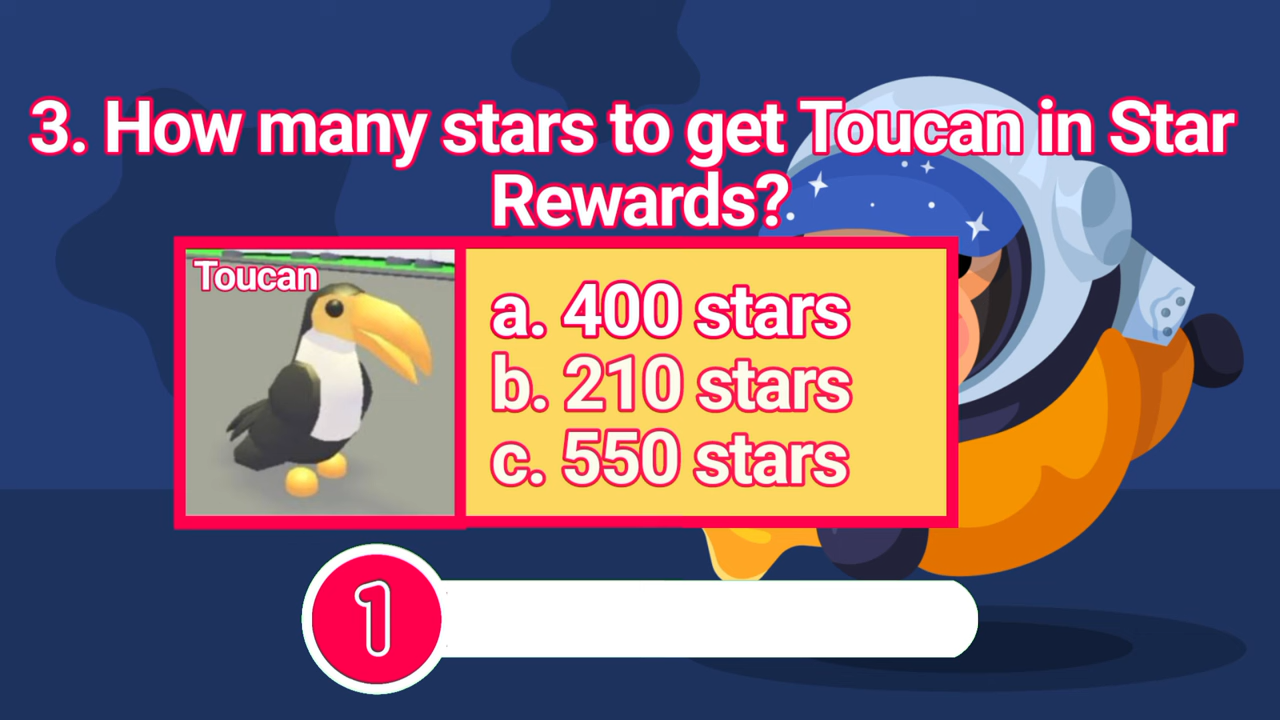 3. How many stars to get Toucan in Star
Rewards?
Toucan
a. 400 stars
b. 210 stars
c. 550 stars
1